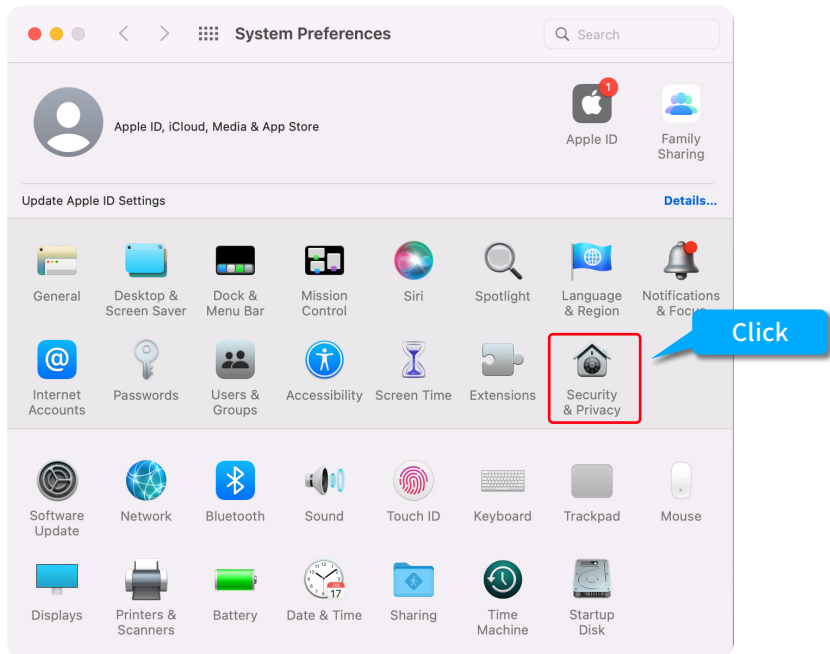 System Preferences
Search
1
Apple ID, iCloud, Media & App Store
Apple ID
Family
Sharing
Update Apple ID Settings
Details...
General
Desktop &
Screen Saver
Dock &
Menu Bar
Mission
Control
Siri
Spotlight
Language
& Region
Notifications
& Focus
Click
Internet
Accounts
Passwords
Users &
Groups
Accessibility
Screen Time
Extensions
Security
& Privacy
Software
Update
Network
Bluetooth
Sound
Touch ID
Keyboard
Trackpad
Mouse
Displays
Printers &
Scanners
Battery
JUL
17
Date & Time
Sharing
Time
Machine
Startup
Disk